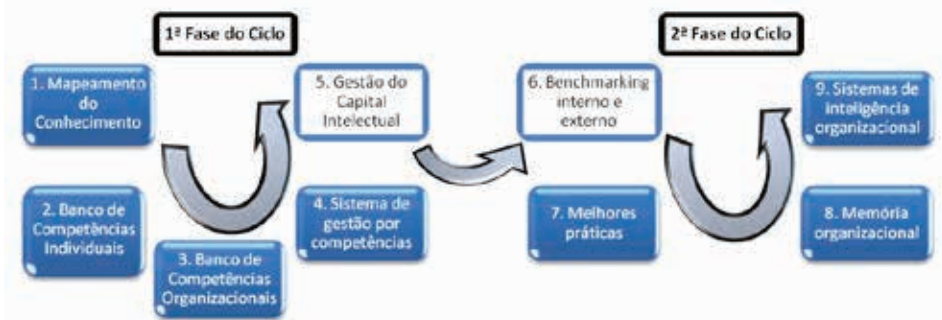 1ª Fase do Ciclo
1. Mapeamento
do
Conhecimento
2. Banco de
Competências
Individuais
3. Banco de
Competências
Organizacionais
4. Sistema de
gestão por
competências
5. Gestão do
Capital
Intelectual
2ª Fase do Ciclo
6. Benchmarking
interno e
externo
7. Melhores
práticas
8. Memória
organizacional
9. Sistemas de
inteligência
organizacional